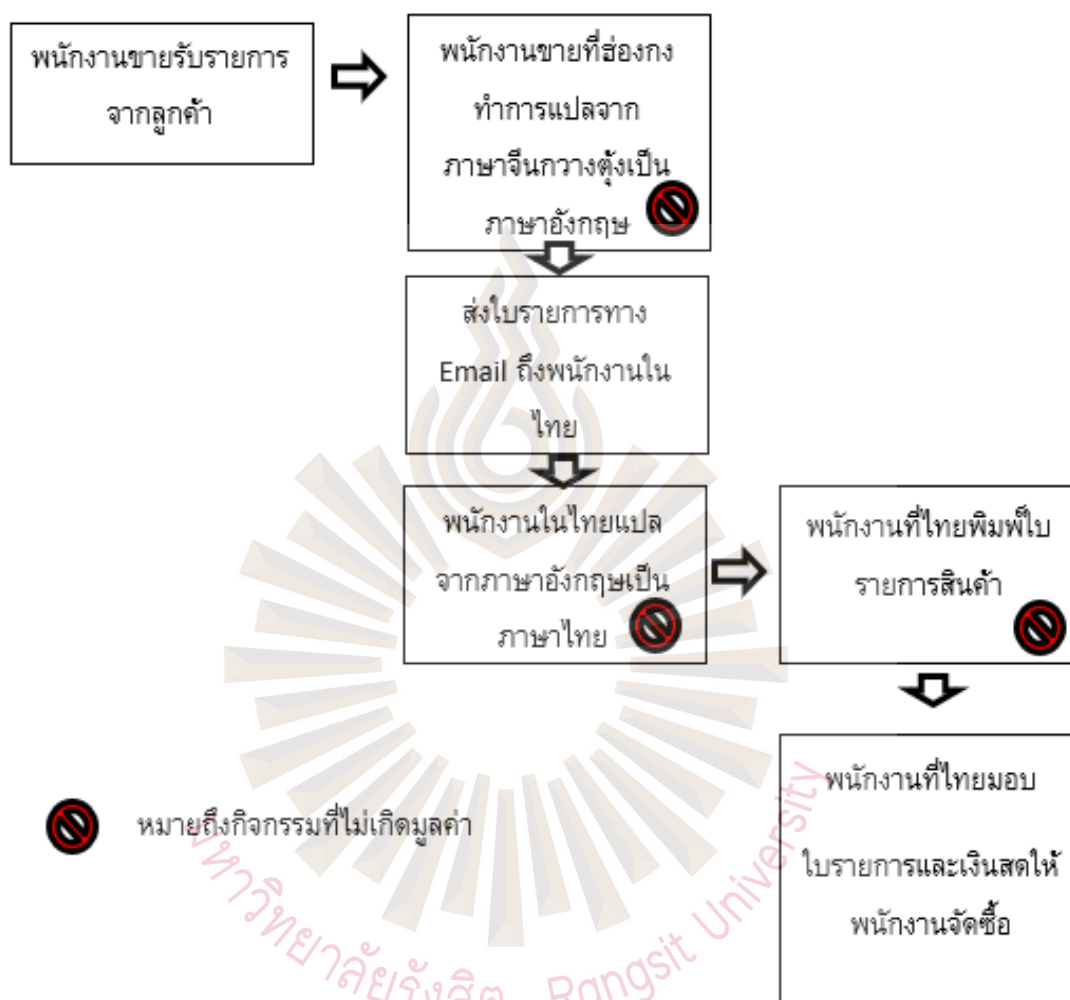 พนักงานขายรับรายการ
จากลูกค้า
พนักงานขายที่ฮ่องกง
ทำการแปลจาก
ภาษาจีนกวางตุ้งเป็น
ภาษาอังกฤษ
ส่งใบรายการทาง
Email ถึงพนักงานใน
ไทย
พนักงานในไทยแปล
จากภาษาอังกฤษเป็น
ภาษาไทย
พนักงานที่ไทยพิมพ์ใบ
รายการสินค้า
พนักงานที่ไทยมอบ
ใบรายการและเงินสดให้
พนักงานจัดซื้อ
หมายถึงกิจกรรมที่ไม่เกิดมูลค่า
มหาวิทยาลัยรังสิต Rangsit University